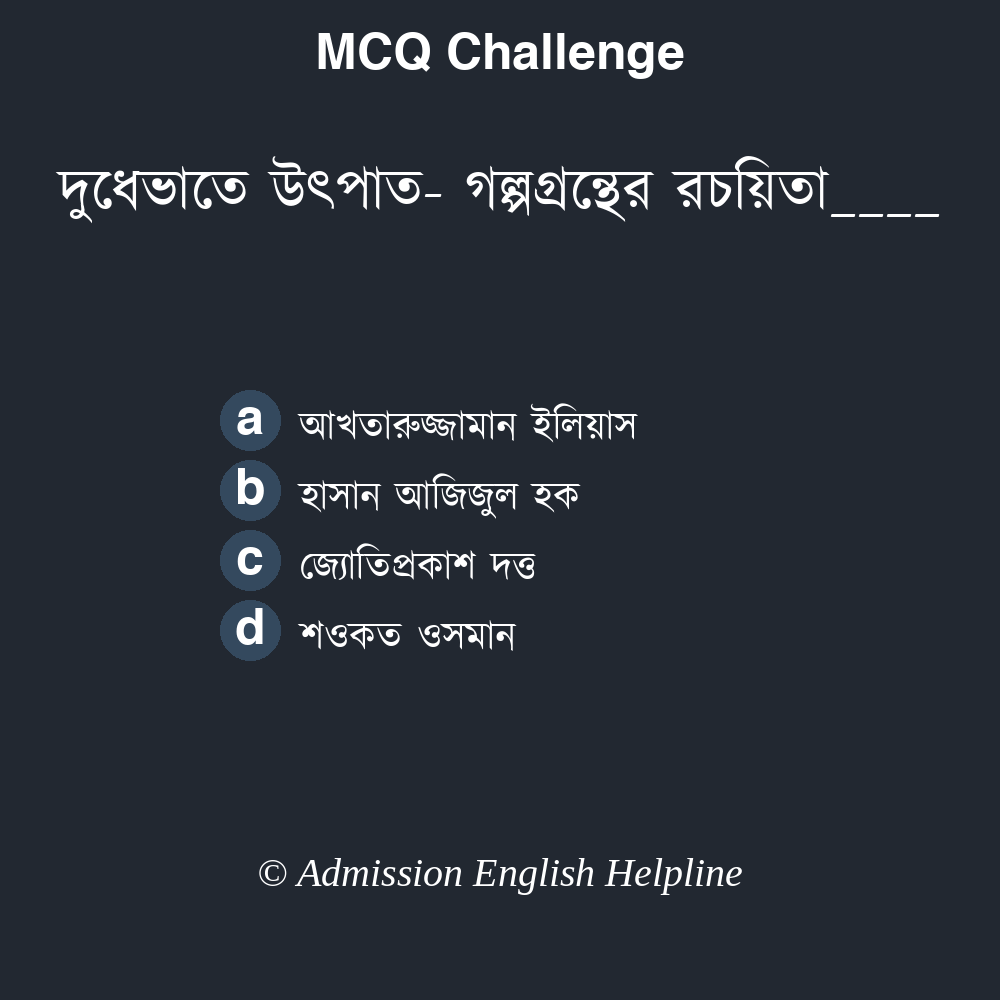 MCQ Challenge
দুধেভাতে উৎপাত- গল্পগ্রন্থের রচয়িতা____
a আখতারুজ্জামান ইলিয়াস
b হাসান আজিজুল হক
c জ্যোতিপ্রকাশ দত্ত
d শওকত ওসমান
© Admission English Helpline